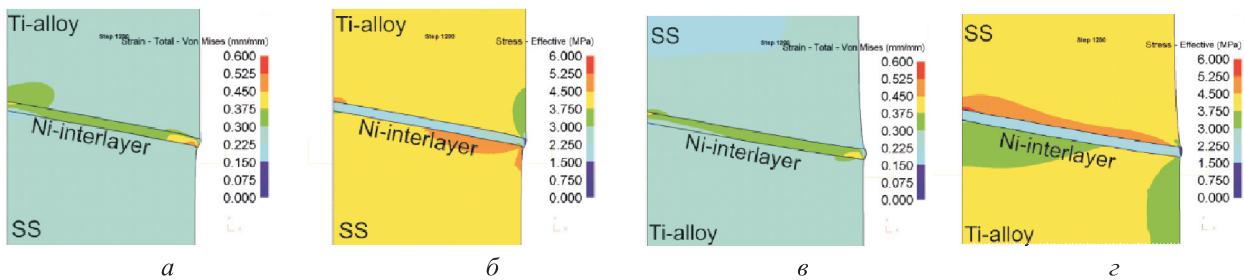 Ti-alloy
Step 1200
Strain - Total - Von Mises (mm/mm)
0.600
0.525
0.450
0.375
0.300
0.225
0.150
0.075
0.000
Ni-interlayer
SS
а
Ti-alloy
Step 1200
Stress - Effective (MPa)
6.000
5.250
4.500
3.750
3.000
2.250
1.500
0.750
0.000
Ni-interlayer
SS
б
SS
Step 1200
Strain - Total - Von Mises (mm/mm)
0.600
0.525
0.450
0.375
0.300
0.225
0.150
0.075
0.000
Ni-interlayer
Ti-alloy
в
SS
Step 1200
Stress - Effective (MPa)
6.000
5.250
4.500
3.750
3.000
2.250
1.500
0.750
0.000
Ni-interlayer
Ti-alloy
г